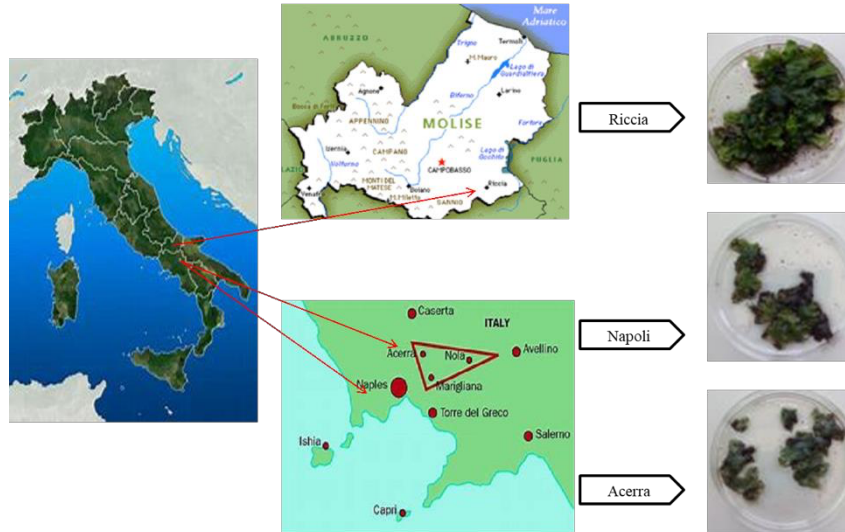 Mare
Adriatico
ABRUZZO
Trigno
Termoli
M.Mauro
Lago di
Guardialfiera
Agnone
Biferno
Larino
APPENNINO
MOLISE
Fortore
Isernia
CAMPANO
Lago di
Occhito
PUGLIA
LAZIO
Volturno
CAMPOBASSO
MONTI DEL
MATESE
Boiano
Riccia
Venafro
M.Miletto
SANNIO
Riccia
Caserta
ITALY
Acerra
Nola
Avellino
Naples
Marigliana
Torre del Greco
Ishia
Salerno
Capri
Napoli
Acerra